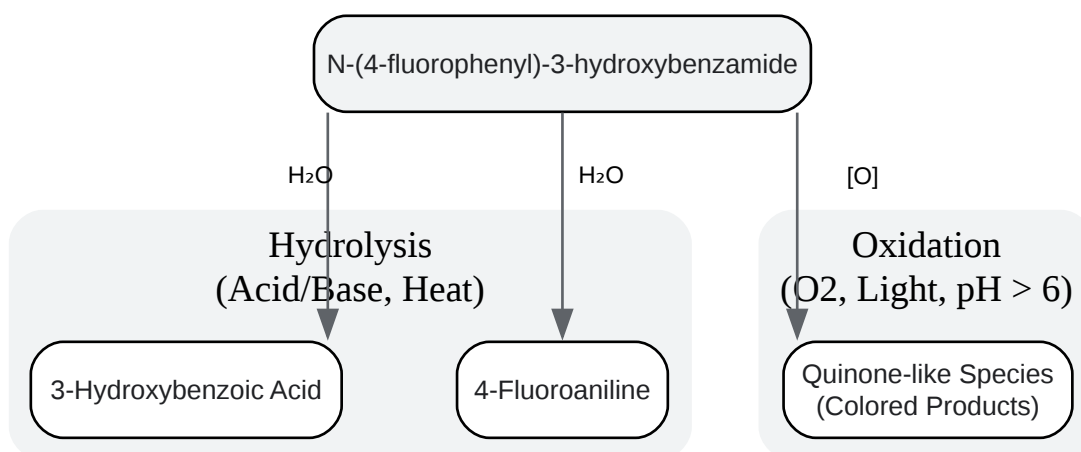 N-(4-fluorophenyl)-3-hydroxybenzamide
H₂O
H₂O
[O]
Hydrolysis
(Acid/Base, Heat)
Oxidation
(O2, Light, pH > 6)
3-Hydroxybenzoic Acid
4-Fluoroaniline
Quinone-like Species
(Colored Products)